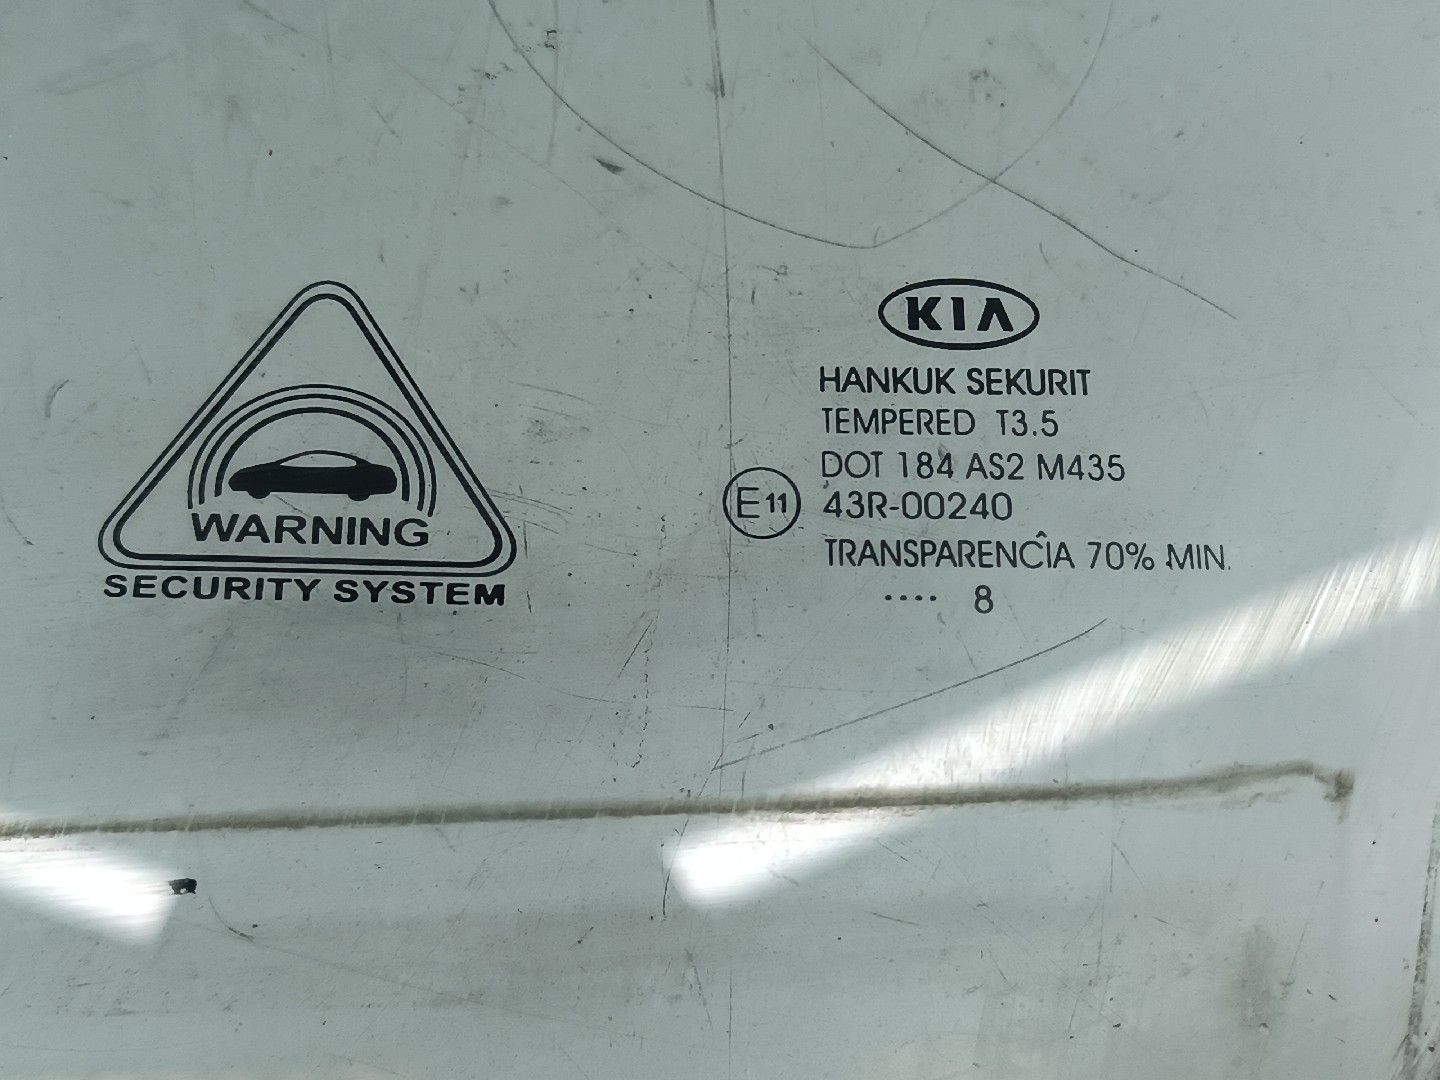 WARNING
SECURITY SYSTEM
KIA
HANKUK SEKURIT
TEMPERED T3.5
DOT 184 AS2 M435
E11 43R-00240
TRANSPARENCÎA 70% MIN.
.... 8